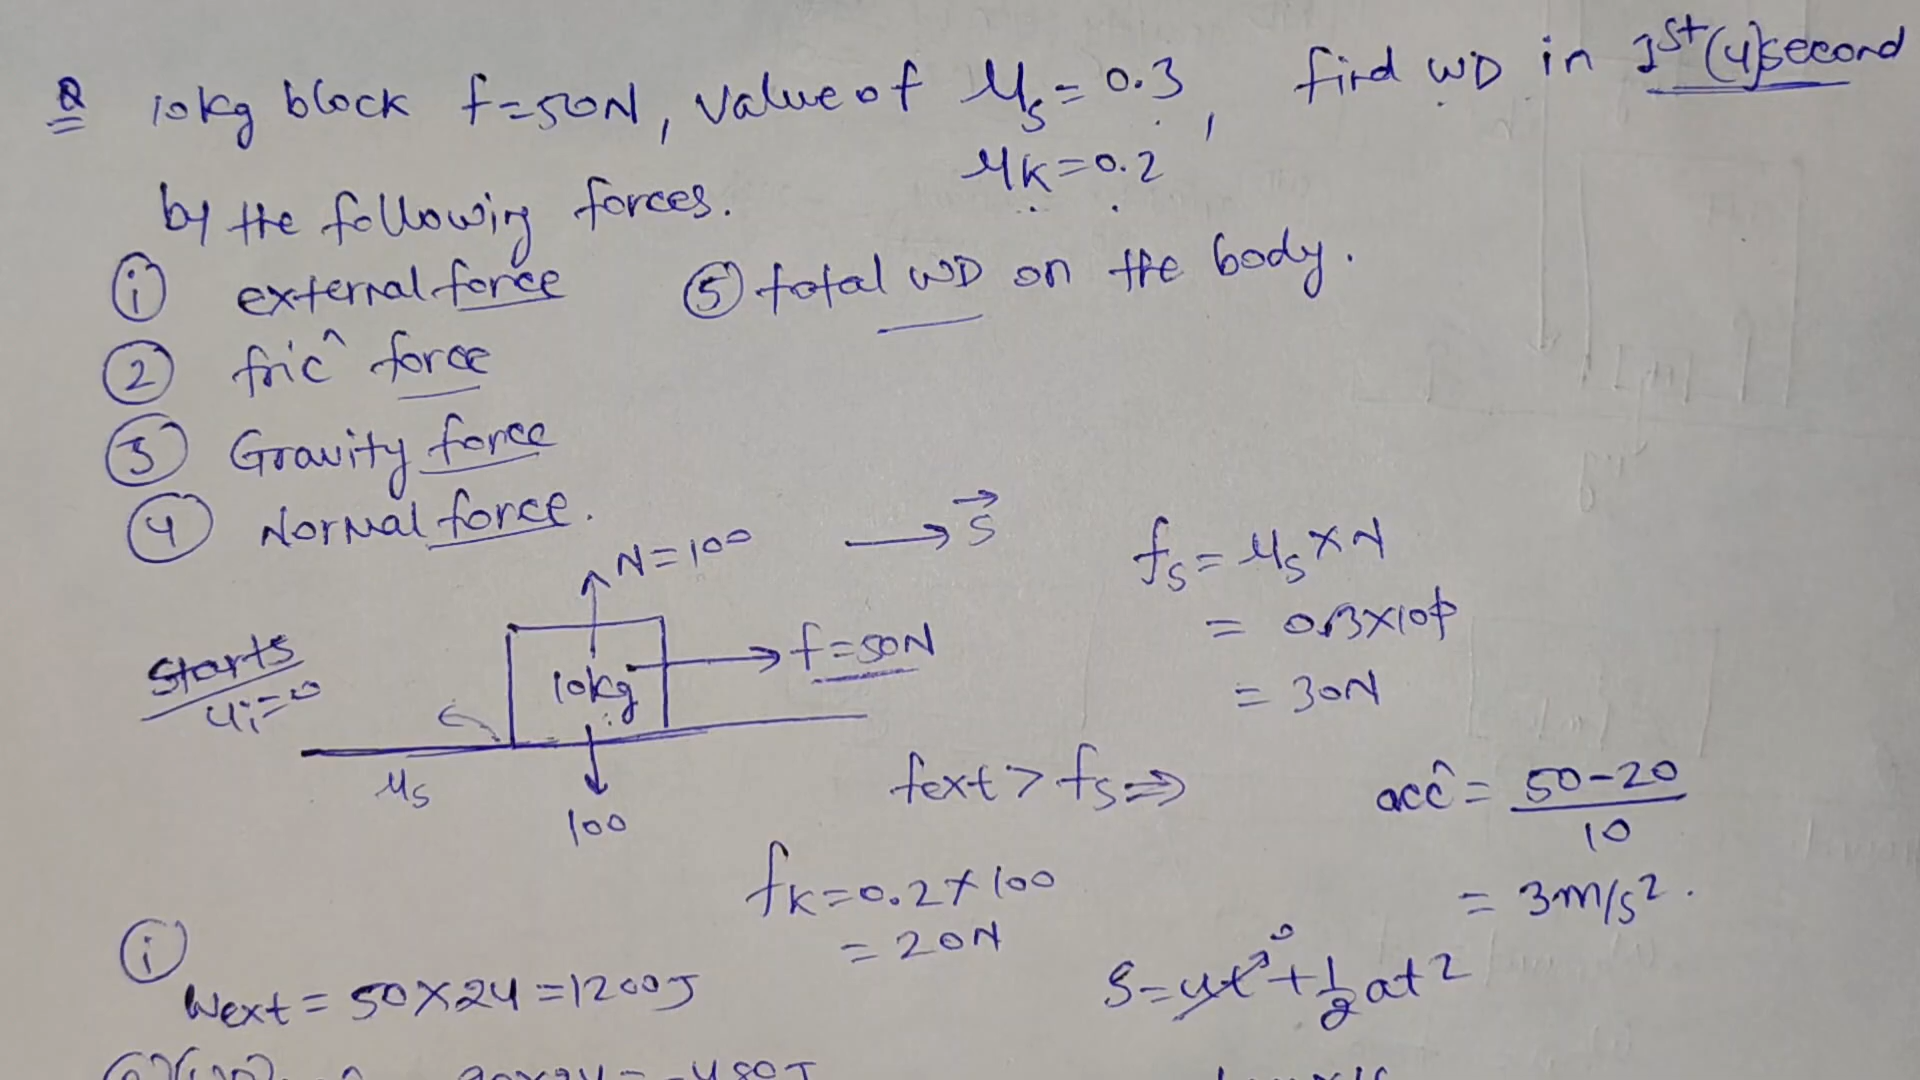 Q 10kg block f=50N, value of μs=0.3, find WD in 1st(4)second
μk=0.2
by the following forces.
(i) external force (5) total WD on the body.
(2) fricn force
(3) Gravity force
(4) Normal force.
N=100 → S
fs=μs×N
= 0.3×100
= 30N
Starts
ui=0
10kg
f=50N
μs
100
fext > fs ⇒
accn = 50-20
10
= 3m/s2.
fk=0.2×100
= 20N
(i)
Wext = 50×24=1200J
S=ut0+1/2at2